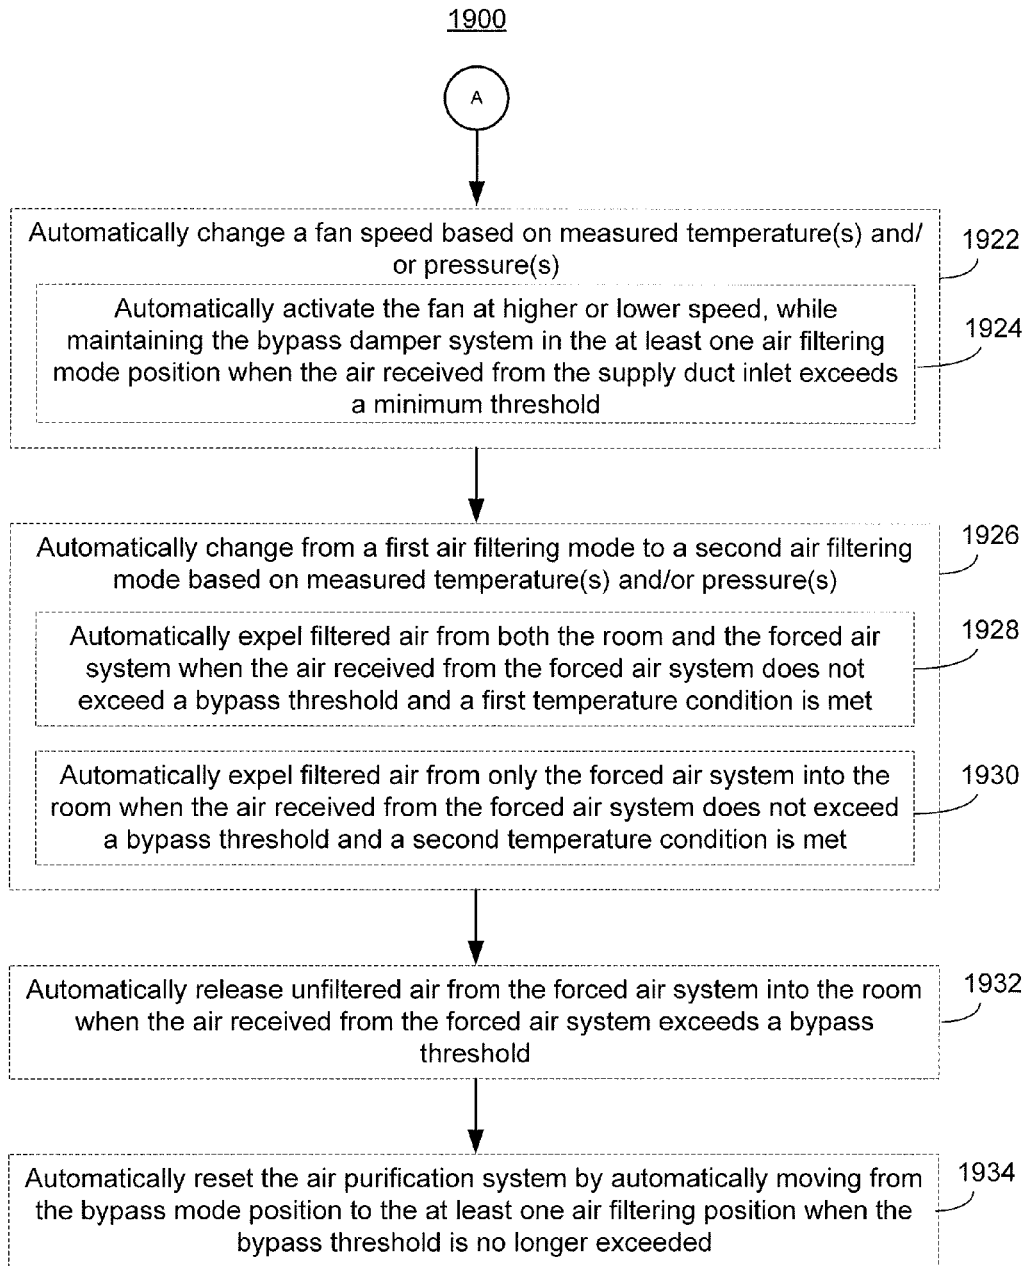 1900
A
Automatically change a fan speed based on measured temperature(s) and/
or pressure(s)
1922
Automatically activate the fan at higher or lower speed, while
maintaining the bypass damper system in the at least one air filtering
mode position when the air received from the supply duct inlet exceeds
a minimum threshold
1924
Automatically change from a first air filtering mode to a second air filtering
mode based on measured temperature(s) and/or pressure(s)
1926
Automatically expel filtered air from both the room and the forced air
system when the air received from the forced air system does not
exceed a bypass threshold and a first temperature condition is met
1928
Automatically expel filtered air from only the forced air system into the
room when the air received from the forced air system does not exceed
a bypass threshold and a second temperature condition is met
1930
Automatically release unfiltered air from the forced air system into the room
when the air received from the forced air system exceeds a bypass
threshold
1932
Automatically reset the air purification system by automatically moving from
the bypass mode position to the at least one air filtering position when the
bypass threshold is no longer exceeded
1934